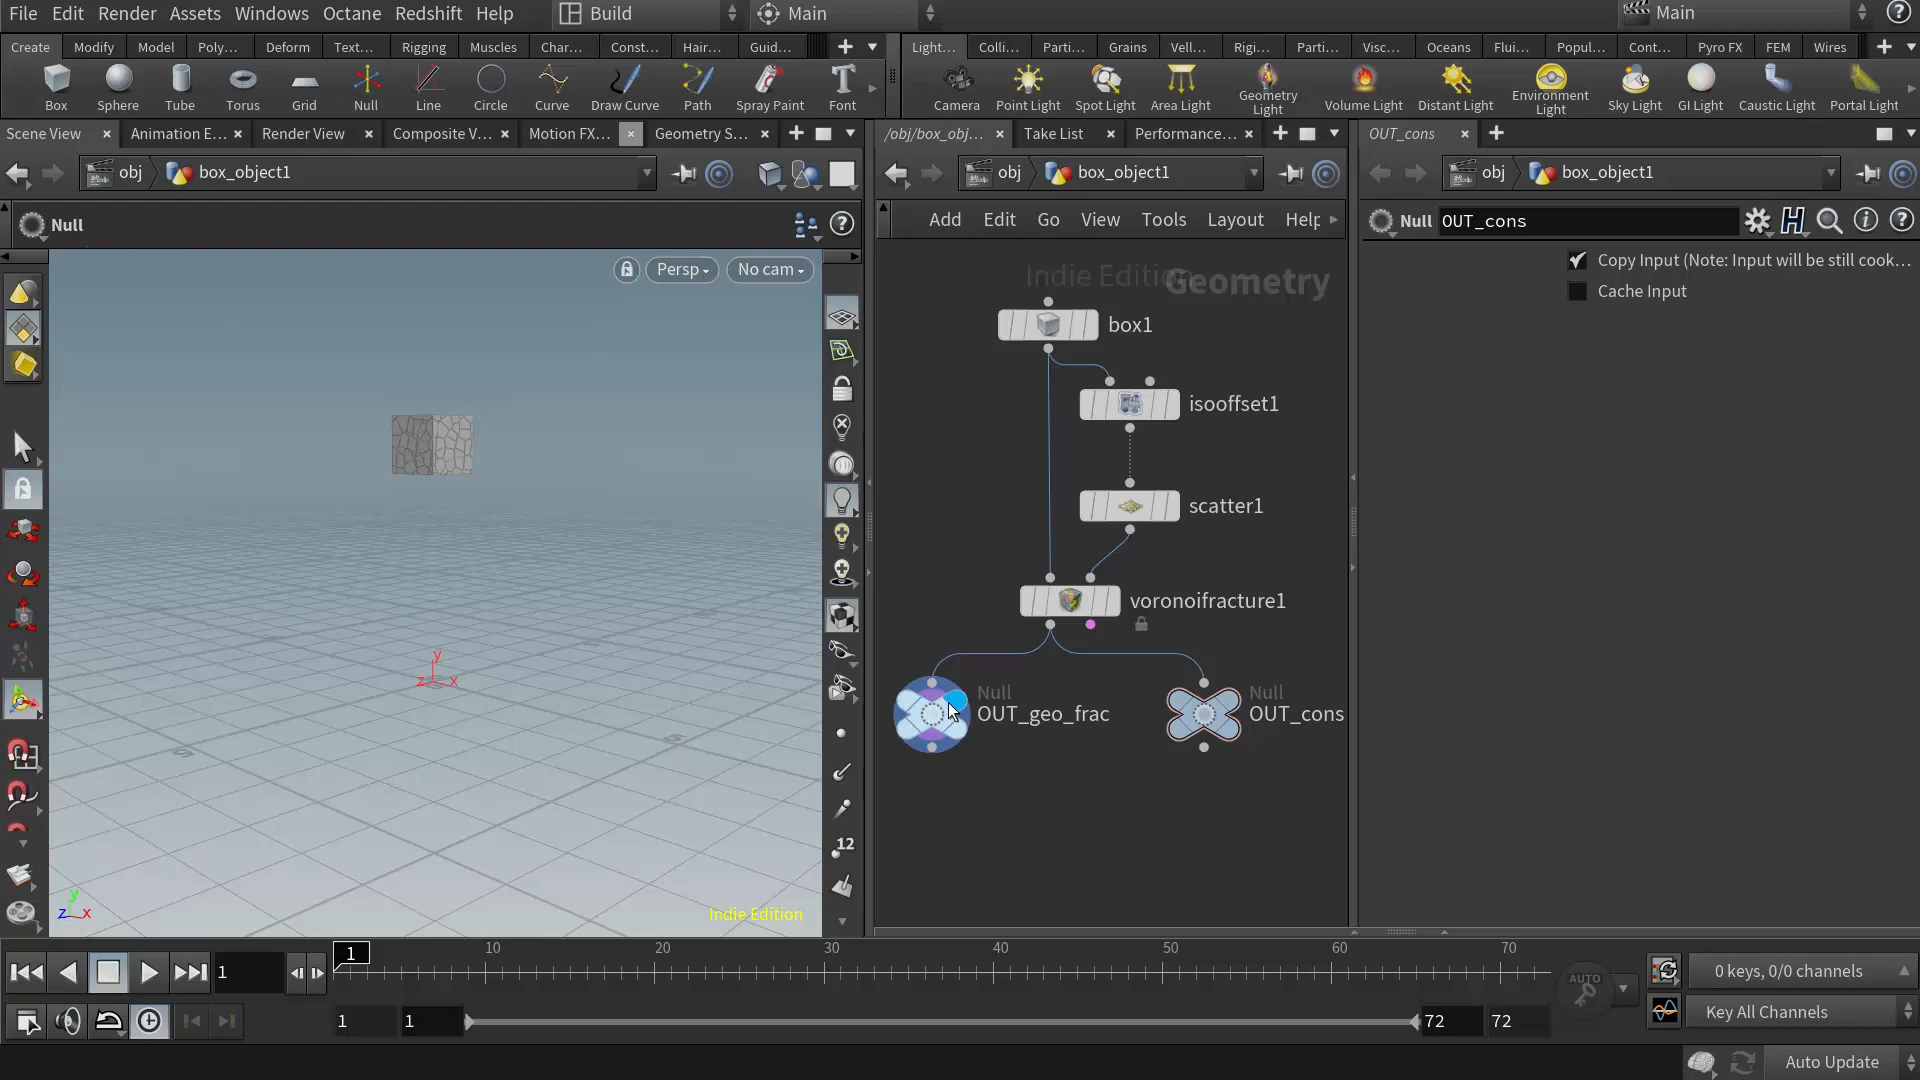 File Edit Render Assets Windows Octane Redshift Help Build Main Main
Create Modify Model Poly... Deform Text... Rigging Muscles Char... Const... Hair... Guid... Light... Colli... Parti... Grains Vell... Rigi... Parti... Visc... Oceans Flui... Popul... Cont... Pyro FX FEM Wires
Box Sphere Tube Torus Grid Null Line Circle Curve Draw Curve Path Spray Paint Font Camera Point Light Spot Light Area Light Geometry Light Volume Light Distant Light Environment Light Sky Light GI Light Caustic Light Portal Light
Scene View Animation E... Render View Composite V... Motion FX... Geometry S... /obj/box_obj... Take List Performance... OUT_cons
obj box_object1 obj box_object1 obj box_object1
Null Add Edit Go View Tools Layout Help Null OUT_cons
Persp No cam
Copy Input (Note: Input will be still cook...
Cache Input
Indie Edition Geometry
box1
isooffset1
scatter1
voronoifracture1
Null
OUT_geo_frac
Null
OUT_cons
y
z x
5
5
12
y
z x
Indie Edition
1 10 20 30 40 50 60 70
1 0 keys, 0/0 channels
AUTO
1 1 72 72 Key All Channels
Auto Update